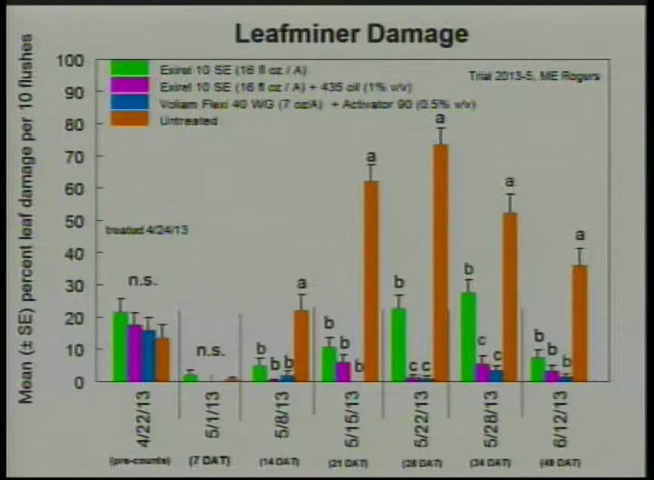 Leafminer Damage
Mean (± SE) percent leaf damage per 10 flushes
100
90
80
70
60
50
40
30
20
10
0
Exirel 10 SE (16 fl oz / A)
Exirel 10 SE (16 fl oz / A) + 435 oil (1% v/v)
Voliam Flexi 40 WG (7 oz/A) + Activator 90 (0.5% v/v)
Untreated
Trial 2013-5, ME Rogers
treated 4/24/13
n.s.
n.s.
b b b a
b b b a
b c c a
b c c a
b b b a
4/22/13 5/1/13 5/8/13 5/15/13 5/22/13 5/28/13 6/12/13
(pre-counts) (7 DAT) (14 DAT) (21 DAT) (28 DAT) (34 DAT) (49 DAT)